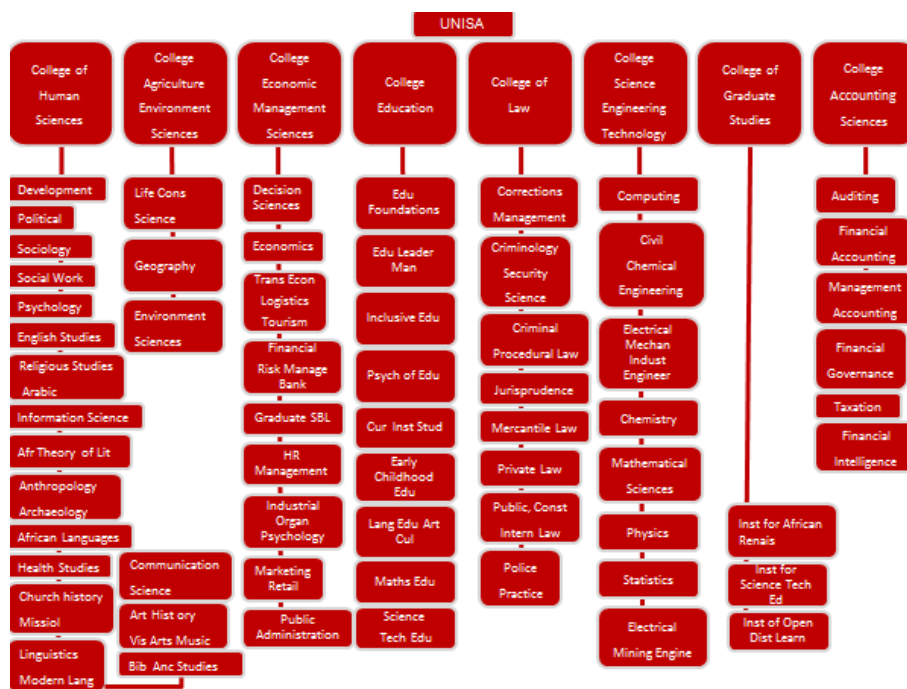 UNISA
College of
Human
Sciences
College
Agriculture
Environment
Sciences
College
Economic
Management
Sciences
College
Education
College of
Law
College
Science
Engineering
Technology
College of
Graduate
Studies
College
Accounting
Sciences
Development
Political
Sociology
Social Work
Psychology
English Studies
Religious Studies
Arabic
Information Science
Afr Theory of Lit
Anthropology
Archaeology
African Languages
Health Studies
Church history
Missiol
Linguistics
Modern Lang
Communication
Science
Art History
Vis Arts Music
Bib Anc Studies
Life Cons
Science
Geography
Environment
Sciences
Decision
Sciences
Economics
Trans Econ
Logistics
Tourism
Financial
Risk Manage
Bank
Graduate SBL
HR
Management
Industrial
Organ
Psychology
Marketing
Retail
Public
Administration
Edu
Foundations
Edu Leader
Man
Inclusive Edu
Psych of Edu
Cur Inst Stud
Early
Childhood
Edu
Lang Edu Art
Cul
Maths Edu
Science
Tech Edu
Corrections
Management
Criminology
Security
Science
Criminal
Procedural Law
Jurisprudence
Mercantile Law
Private Law
Public, Const
Intern Law
Police
Practice
Computing
Civil
Chemical
Engineering
Electrical
Mechan
Indust
Engineer
Chemistry
Mathematical
Sciences
Physics
Statistics
Electrical
Mining Engine
Inst for African
Renais
Inst for
Science Tech
Ed
Inst of Open
Dist Learn
Auditing
Financial
Accounting
Management
Accounting
Financial
Governance
Taxation
Financial
Intelligence